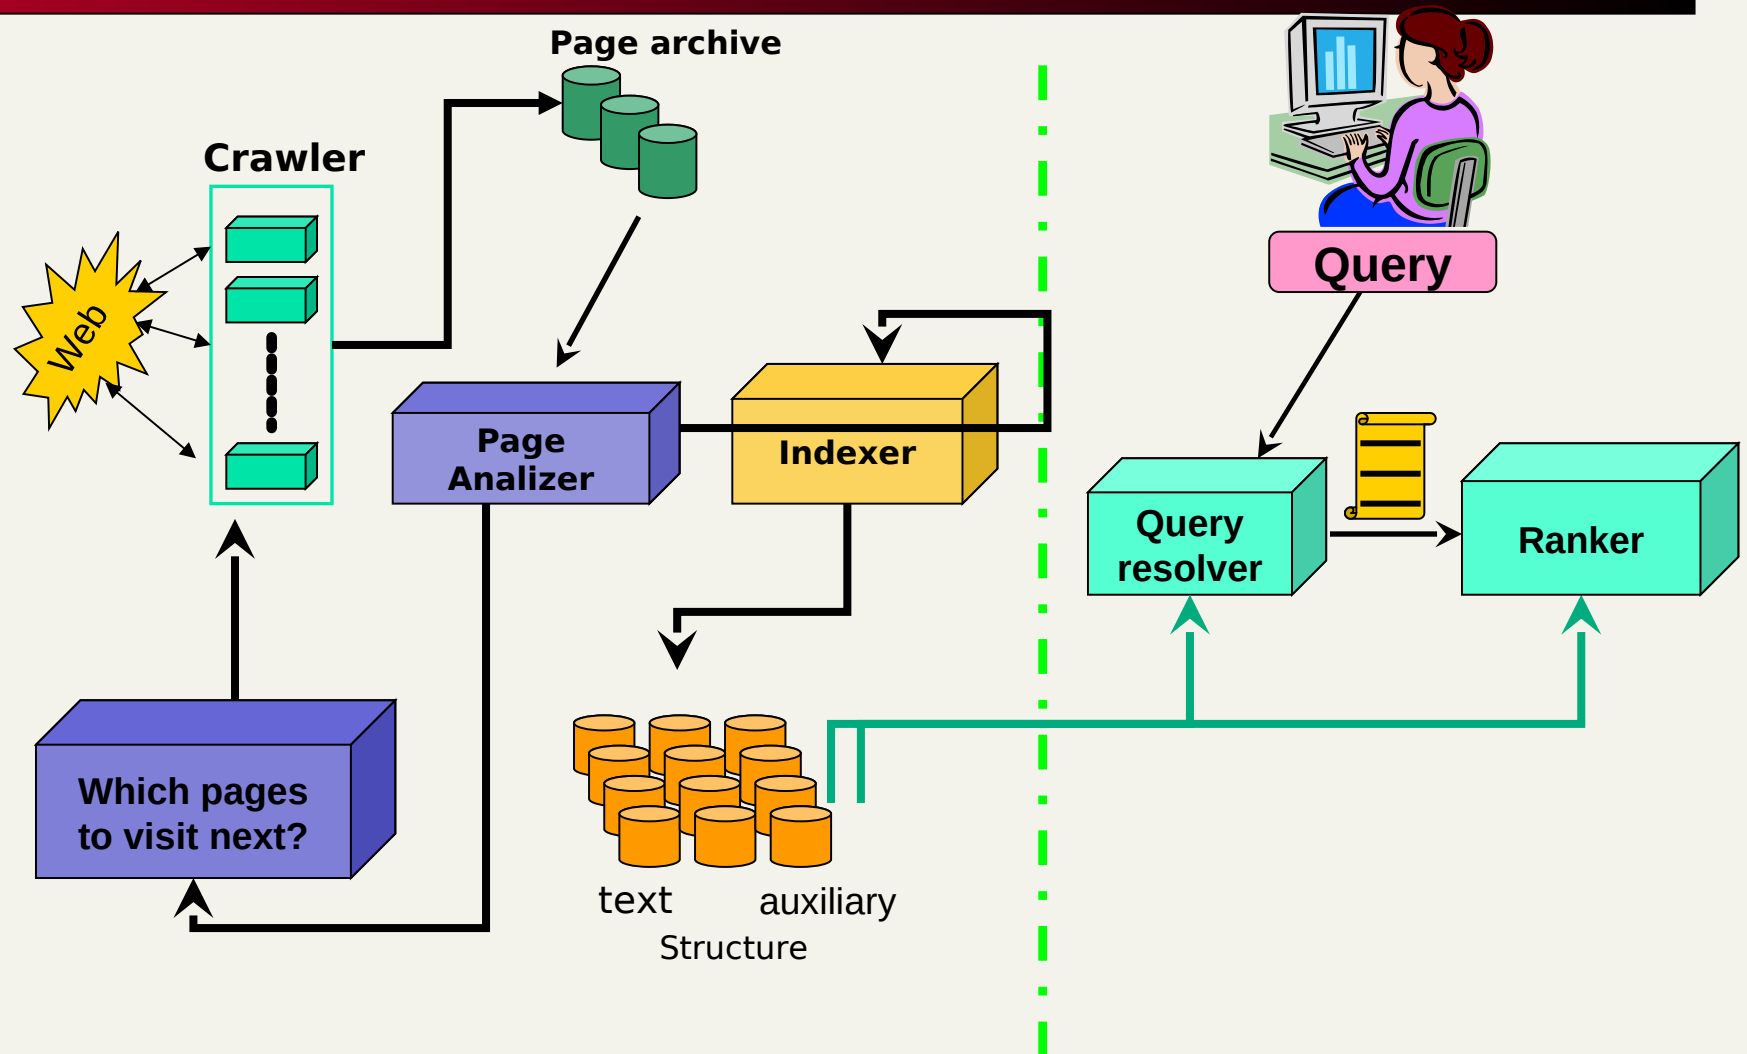 Page archive
Crawler
Web
Query
Page
Analizer
Indexer
Query
resolver
Ranker
Which pages
to visit next?
text
auxiliary
Structure